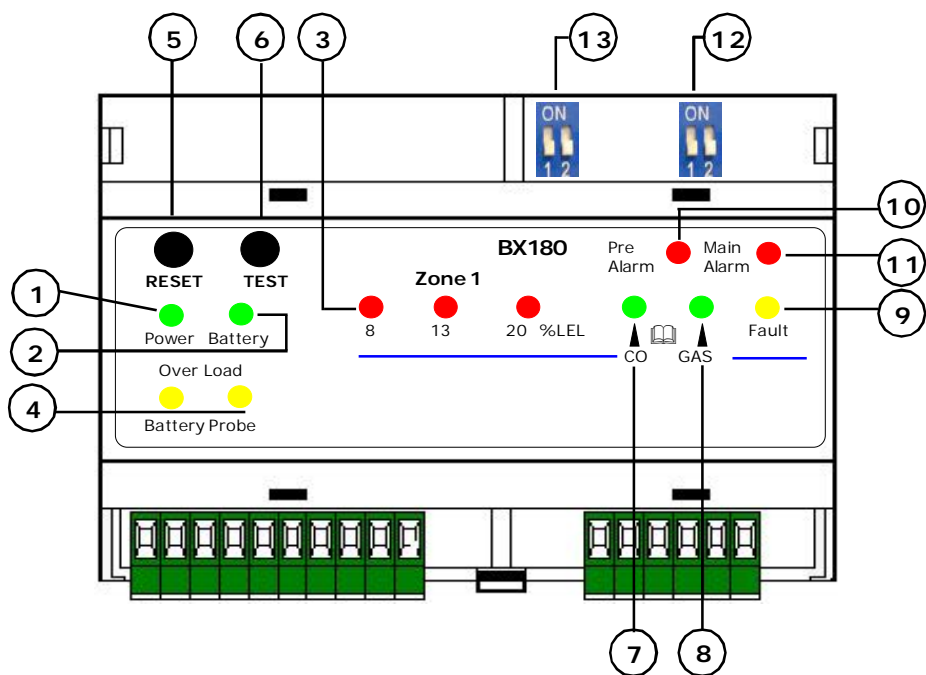 5 6 3 13 12
ON ON
1 2 1 2
10
BX180 Pre Alarm Main Alarm
11
RESET TEST Zone 1
1
8 13 20 %LEL
9
Power Battery Fault
2
CO GAS
Over Load
4
Battery Probe
7 8